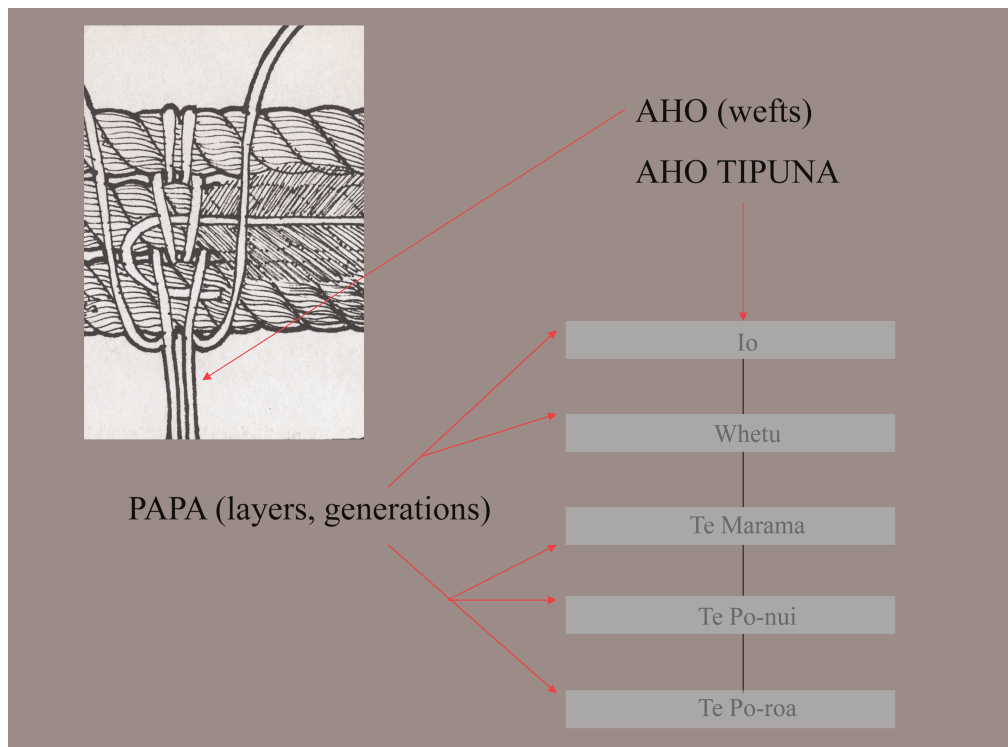 AHO (wefts)
AHO TIPUNA
Io
Whetu
PAPA (layers, generations)
Te Marama
Te Po-nui
Te Po-roa